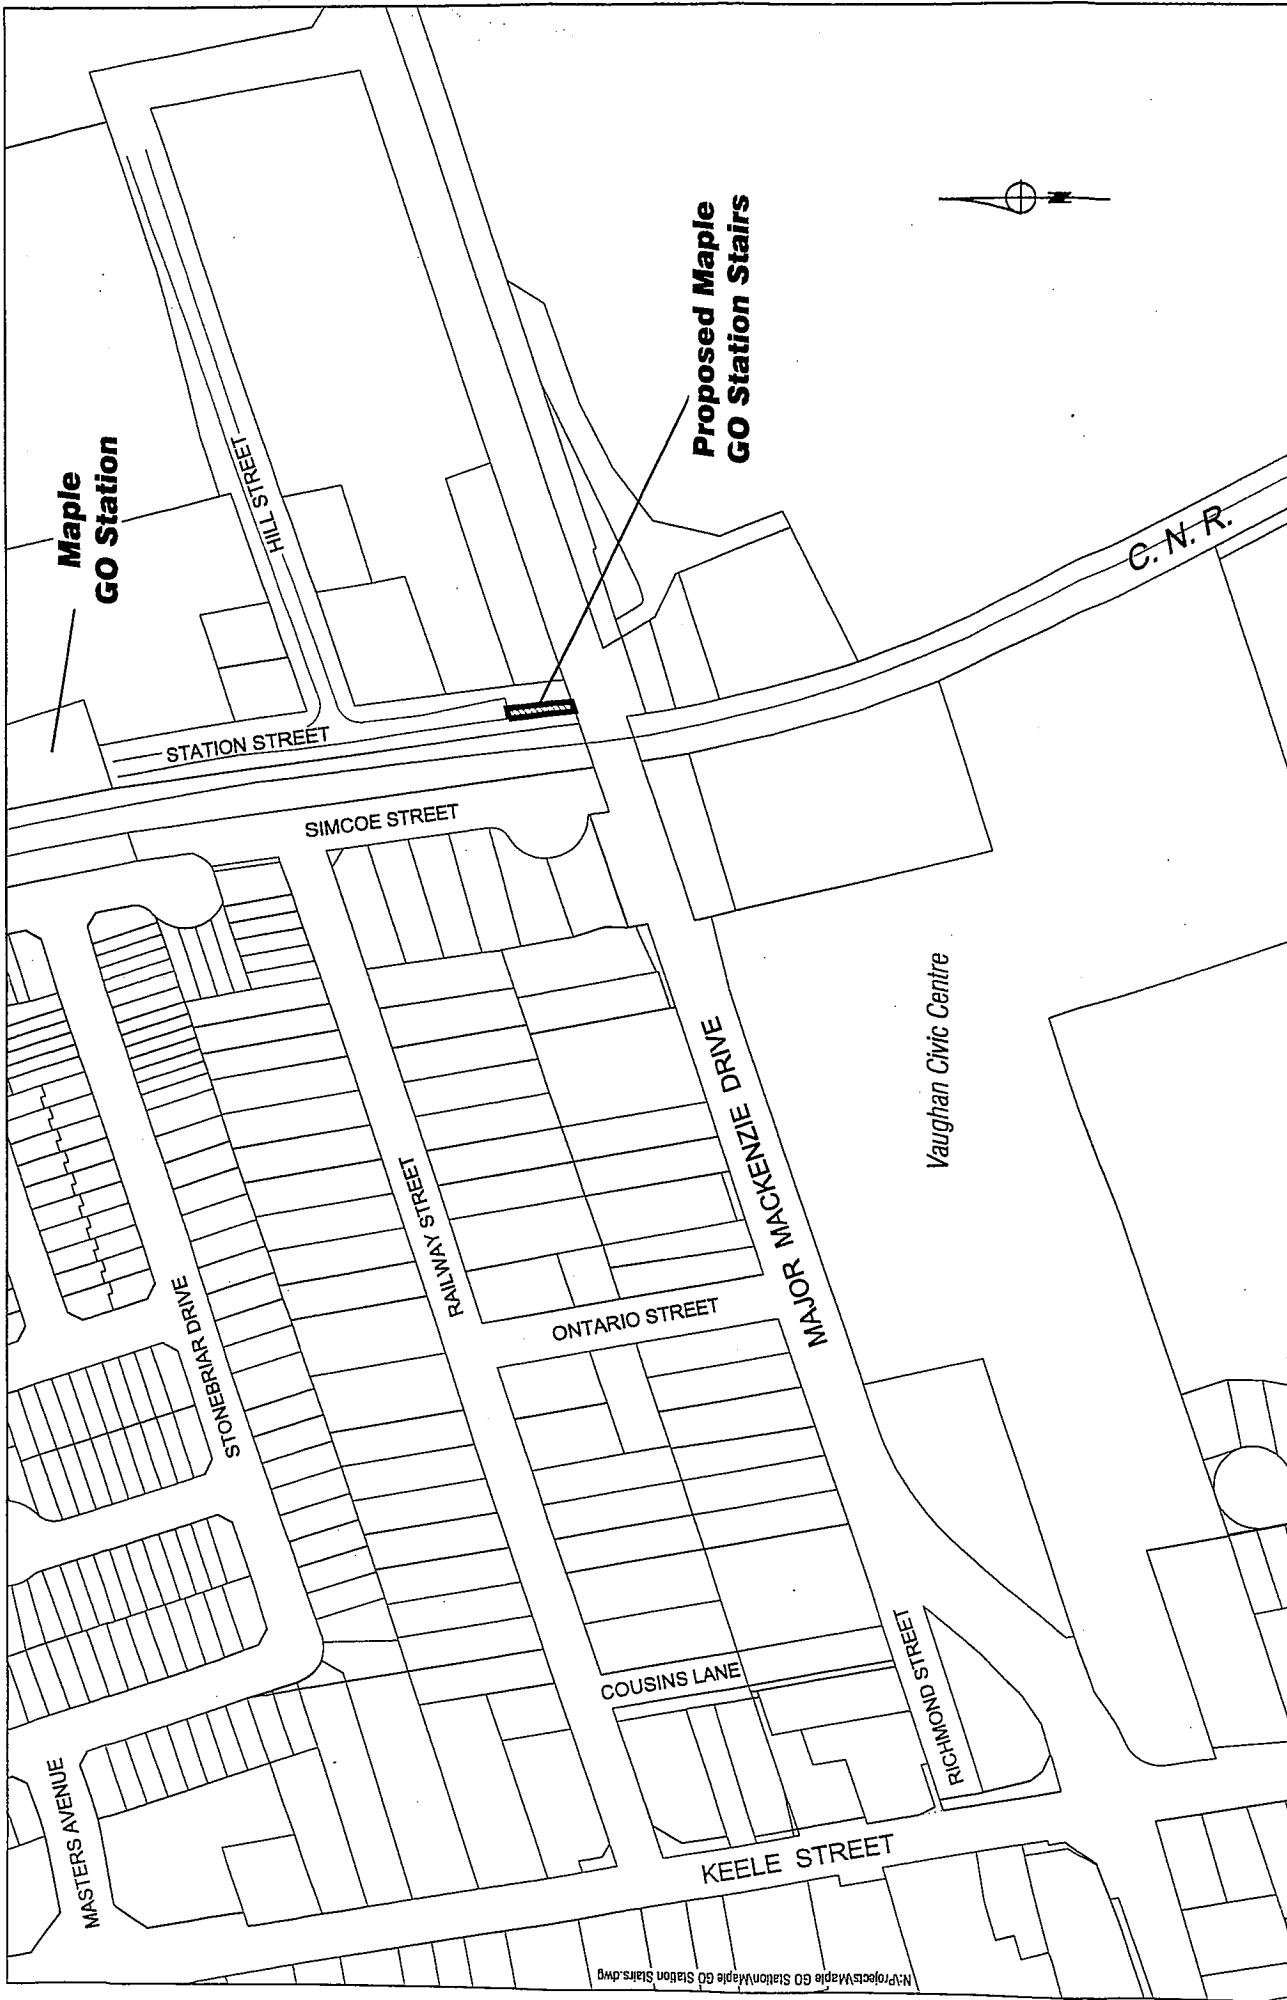 Maple
GO Station
HILL STREET
Proposed Maple
GO Station Stairs
N
STATION STREET
SIMCOE STREET
C. N. R.
STONEBRIAR DRIVE
RAILWAY STREET
ONTARIO STREET
MAJOR MACKENZIE DRIVE
Vaughan Civic Centre
MASTERS AVENUE
COUSINS LANE
RICHMOND STREET
KEELE STREET
N:\Projects\Maple GO Station\Maple GO Station Stairs.dwg